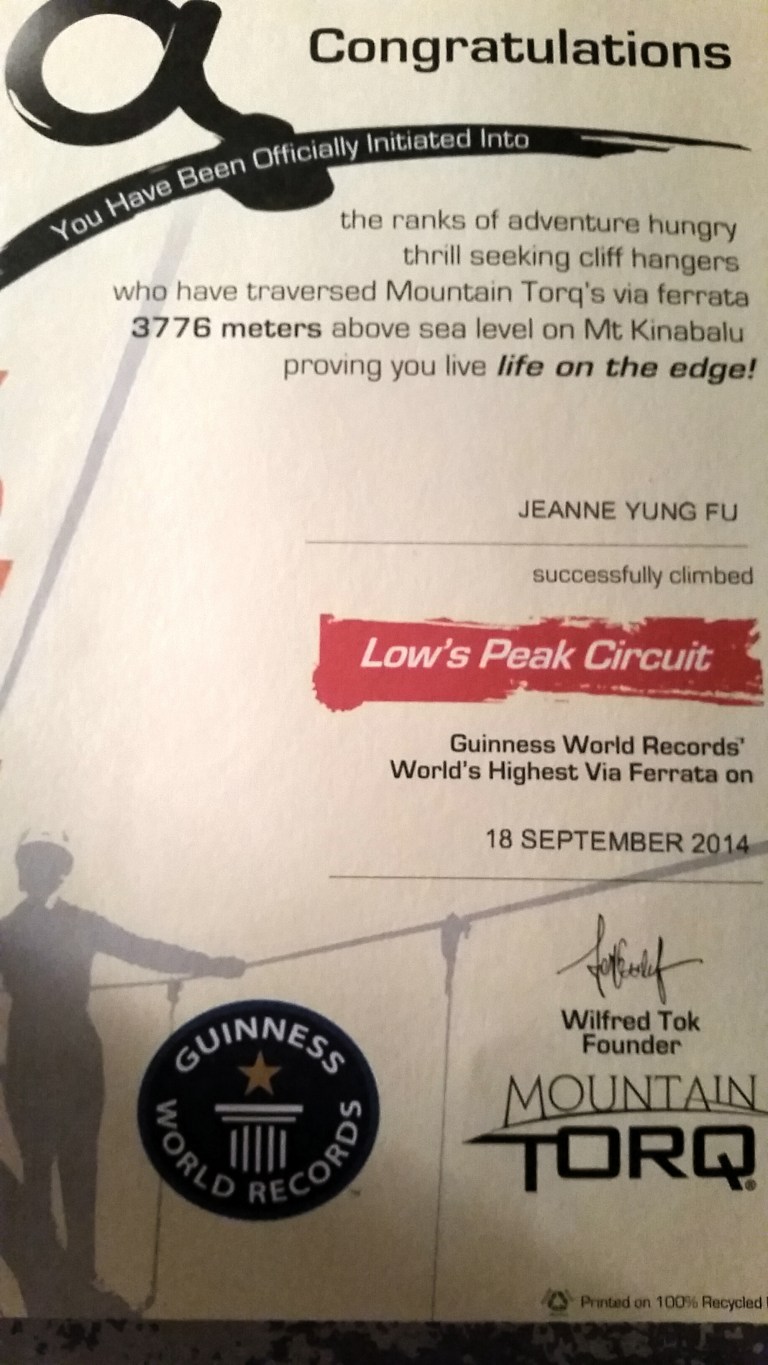 Congratulations
You Have Been Officially Initiated Into
the ranks of adventure hungry
thrill seeking cliff hangers
who have traversed Mountain Torq's via ferrata
3776 meters above sea level on Mt Kinabalu
proving you live life on the edge!
JEANNE YUNG FU
successfully climbed
Low's Peak Circuit
Guinness World Records'
World's Highest Via Ferrata on
18 SEPTEMBER 2014
Wilfred Tok
Founder
MOUNTAIN
TORQ®
GUINNESS
WORLD RECORDS
™
Printed on 100% Recycled